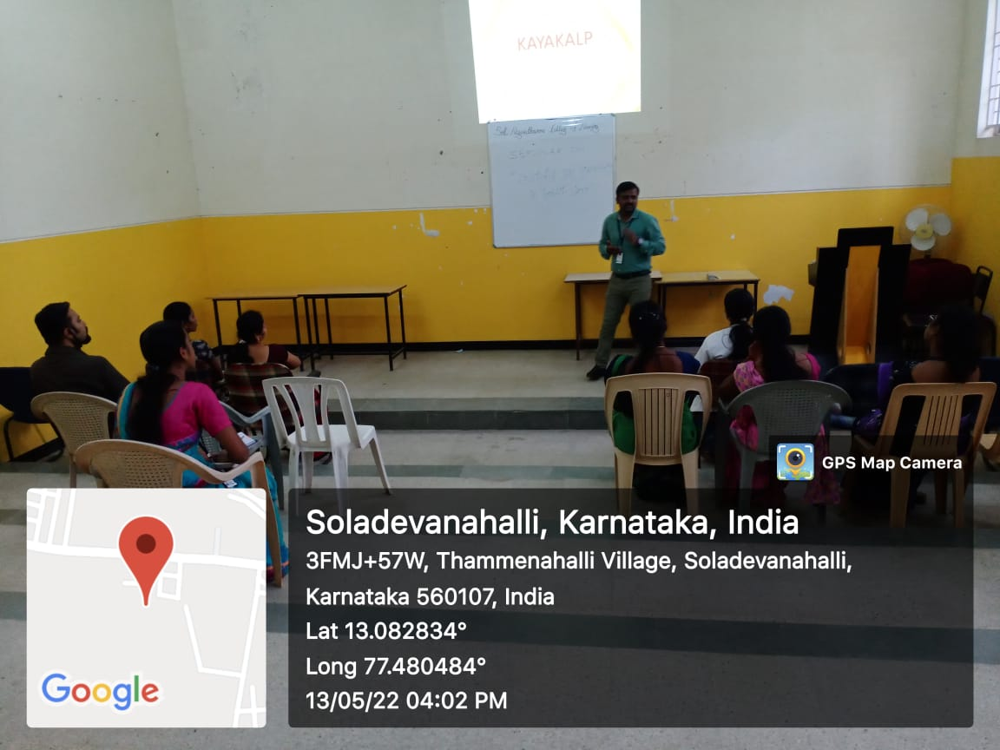 KAYAKALP
GPS Map Camera
Soladevanahalli, Karnataka, India
3FMJ+57W, Thammenahalli Village, Soladevanahalli,
Karnataka 560107, India
Lat 13.082834°
Long 77.480484°
13/05/22 04:02 PM
Google